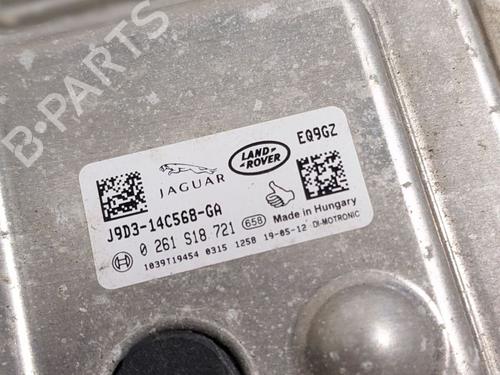 B-PARTS
JAGUAR
LAND-
ROVER
EQ9GZ
J9D3-14C568-GA
0 261 S18 721 658 Made in Hungary
1039T19454 0315 1258 19-05-12 DI-MOTRONIC